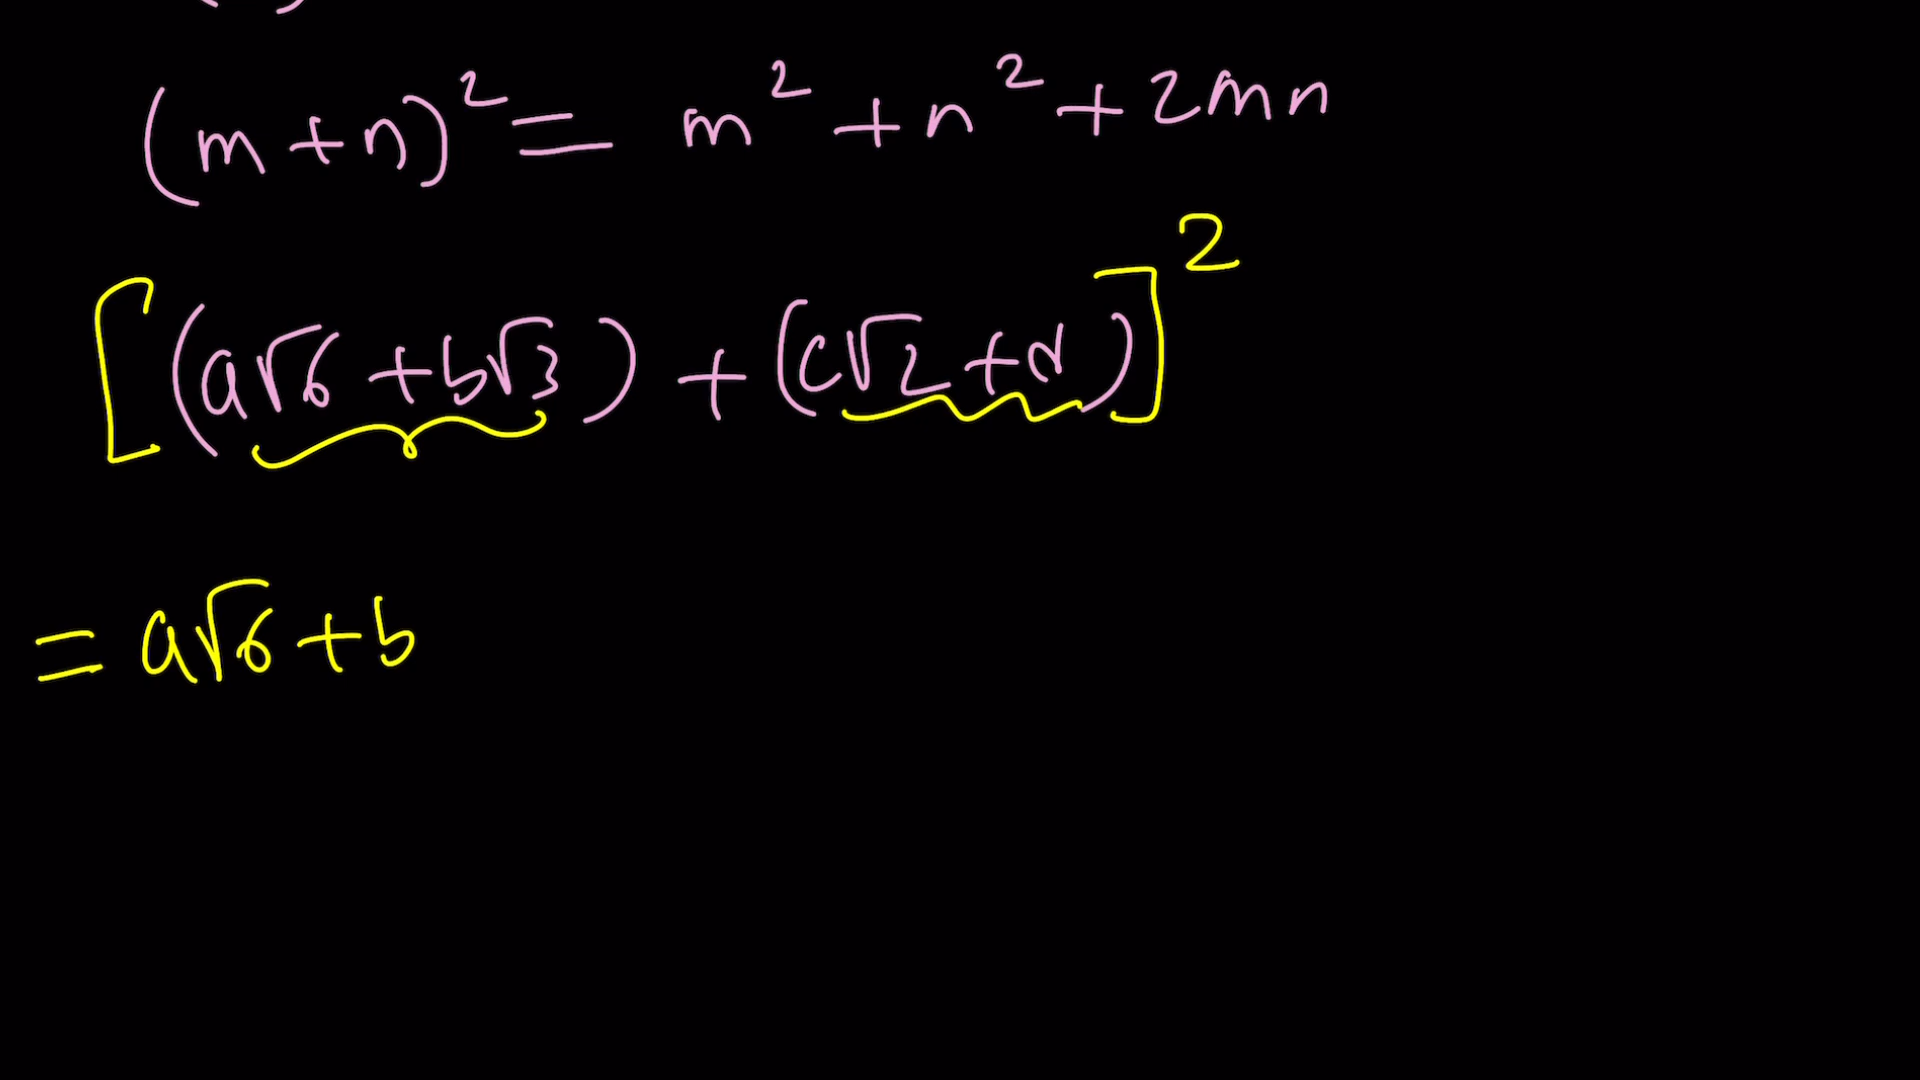 (m+n)² = m² + n² + 2mn
[(a√6 + b√3) + (c√2 + d)]²
= a√6 + b